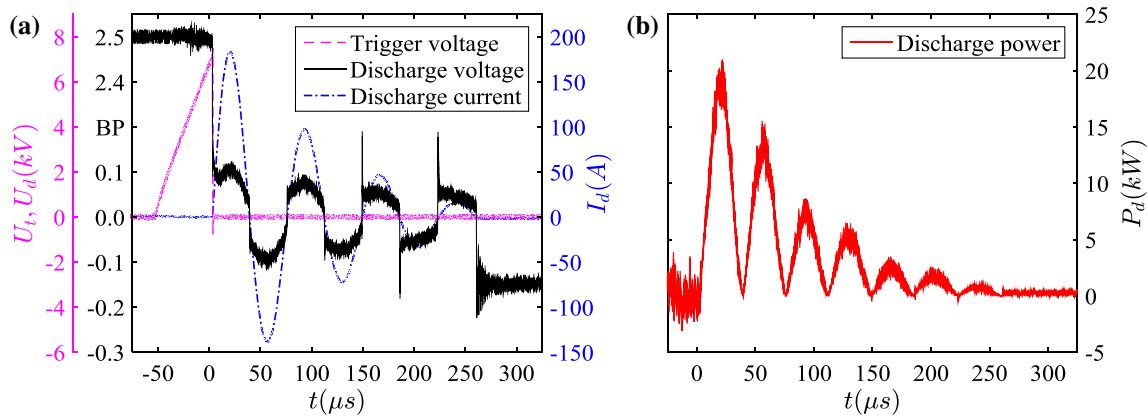 (a)
8
6
4
2
0
-2
-4
-6
U_t, U_d(kV)
2.5
2.4
BP
0.1
0.0
-0.1
-0.2
-0.3
Trigger voltage
Discharge voltage
Discharge current
200
150
100
50
0
-50
-100
-150
I_d(A)
-50 0 50 100 150 200 250 300
t(μs)
(b)
Discharge power
25
20
15
10
5
0
-5
P_d(kW)
0 50 100 150 200 250 300
t(μs)